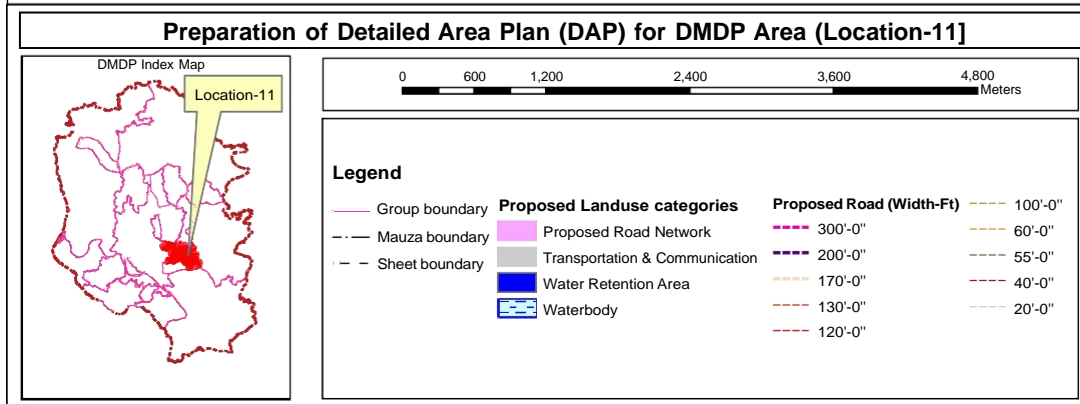 Preparation of Detailed Area Plan (DAP) for DMDP Area (Location-11]
DMDP Index Map
Location-11
0 600 1,200 2,400 3,600 4,800
Meters
Legend
Group boundary
Mauza boundary
Sheet boundary
Proposed Landuse categories
Proposed Road Network
Transportation & Communication
Water Retention Area
Waterbody
Proposed Road (Width-Ft)
300'-0"
200'-0"
170'-0"
130'-0"
120'-0"
100'-0"
60'-0"
55'-0"
40'-0"
20'-0"